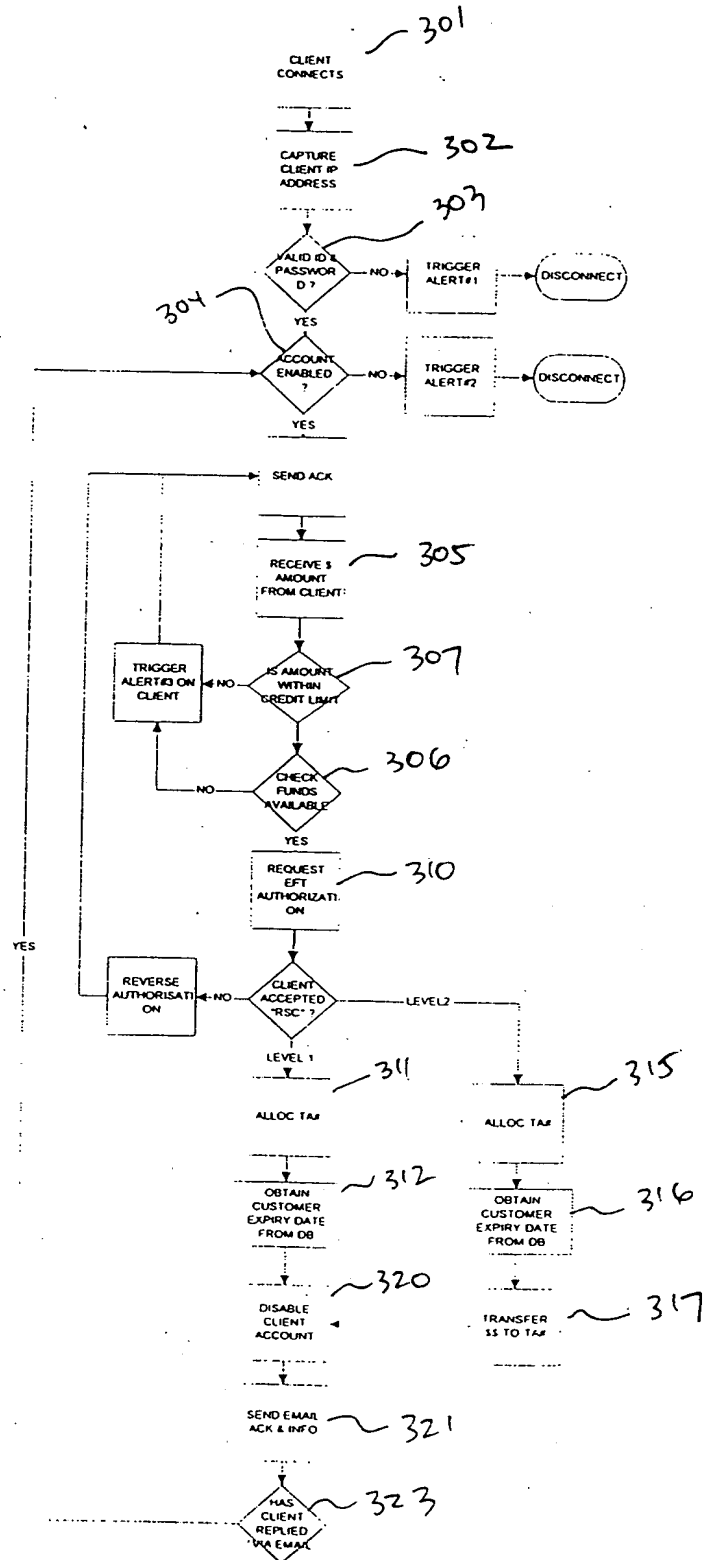 301
CLIENT
CONNECTS
302
CAPTURE
CLIENT IP
ADDRESS
303
VALID ID &
PASSWOR
D ?
NO
TRIGGER
ALERT#1
DISCONNECT
YES
304
ACCOUNT
ENABLED
?
NO
TRIGGER
ALERT#2
DISCONNECT
YES
SEND ACK
305
RECEIVE $
AMOUNT
FROM CLIENT
307
IS AMOUNT
WITHIN
CREDIT LIMIT
NO
TRIGGER
ALERT#3 ON
CLIENT
306
CHECK
FUNDS
AVAILABLE
NO
YES
310
REQUEST
EFT
AUTHORIZATI
ON
YES
CLIENT
ACCEPTED
"RSC" ?
NO
REVERSE
AUTHORISATI
ON
LEVEL2
LEVEL 1
311
ALLOC TA#
315
ALLOC TA#
312
OBTAIN
CUSTOMER
EXPIRY DATE
FROM DB
316
OBTAIN
CUSTOMER
EXPIRY DATE
FROM DB
320
DISABLE
CLIENT
ACCOUNT
317
TRANSFER
$$ TO TA#
321
SEND EMAIL
ACK & INFO
323
HAS
CLIENT
REPLIED
VIA EMAIL